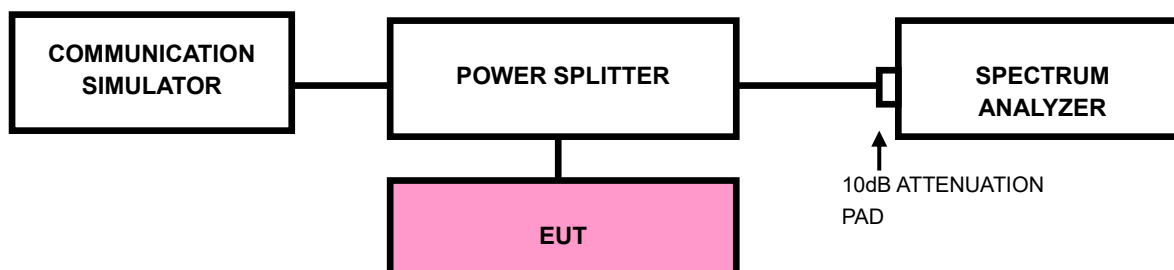 COMMUNICATION
SIMULATOR
POWER SPLITTER
SPECTRUM
ANALYZER
10dB ATTENUATION
PAD
EUT